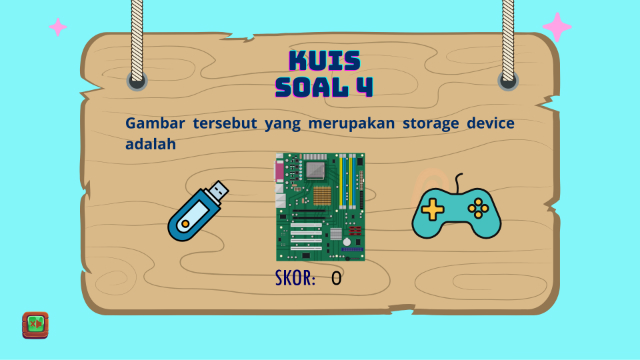 KUIS
SOAL 4
Gambar tersebut yang merupakan storage device
adalah
SKOR: 0